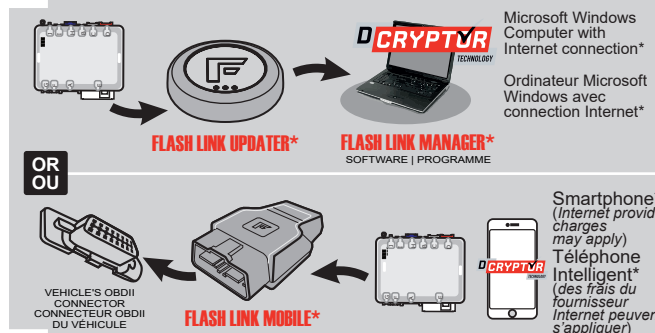 DCRYPTOR
TECHNOLOGY
Microsoft Windows
Computer with
Internet connection*
Ordinateur Microsoft
Windows avec
connection Internet*
FLASH LINK UPDATER*
FLASH LINK MANAGER*
SOFTWARE | PROGRAMME
OR
OU
VEHICLE'S OBDII
CONNECTOR
CONNECTEUR OBDII
DU VÉHICULE
FLASH LINK MOBILE*
DCRYPTOR
TECHNOLOGY
Smartphone*
(Internet provid
charges
may apply)
Téléphone
Intelligent*
(des frais du
fournisseur
Internet peuven
s'appliquer)